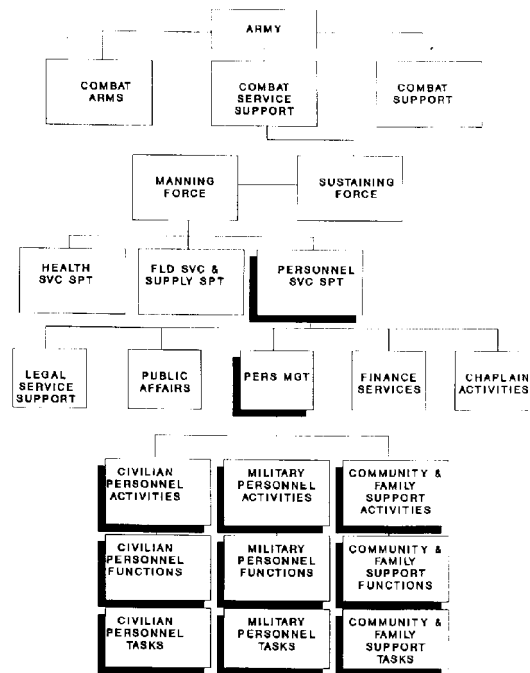 ARMY
COMBAT
ARMS
COMBAT
SERVICE
SUPPORT
COMBAT
SUPPORT
MANNING
FORCE
SUSTAINING
FORCE
HEALTH
SVC SPT
FLD SVC &
SUPPLY SPT
PERSONNEL
SVC SPT
LEGAL
SERVICE
SUPPORT
PUBLIC
AFFAIRS
PERS MGT
FINANCE
SERVICES
CHAPLAIN
ACTIVITIES
CIVILIAN
PERSONNEL
ACTIVITIES
MILITARY
PERSONNEL
ACTIVITIES
COMMUNITY &
FAMILY
SUPPORT
ACTIVITIES
CIVILIAN
PERSONNEL
FUNCTIONS
MILITARY
PERSONNEL
FUNCTIONS
COMMUNITY &
FAMILY
SUPPORT
FUNCTIONS
CIVILIAN
PERSONNEL
TASKS
MILITARY
PERSONNEL
TASKS
COMMUNITY &
FAMILY
SUPPORT
TASKS